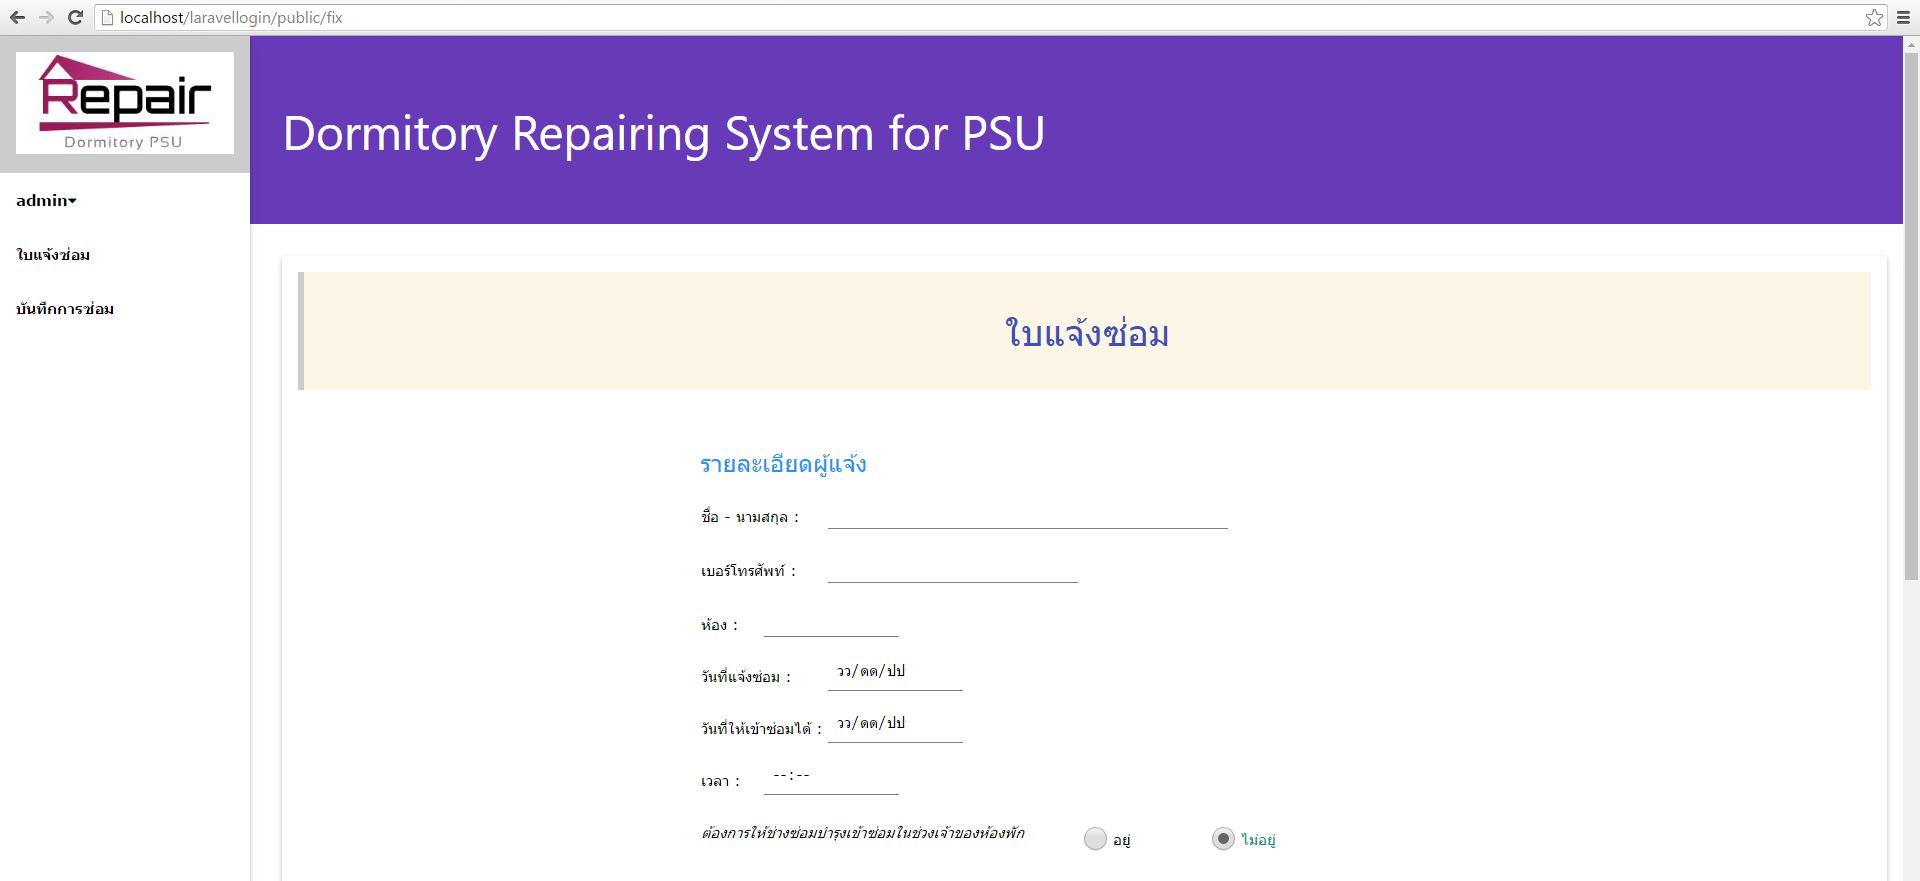 localhost/laravellogin/public/fix
Repair
Dormitory PSU
admin
ใบแจ้งซ่อม
บันทึกการซ่อม
Dormitory Repairing System for PSU
ใบแจ้งซ่อม
รายละเอียดผู้แจ้ง
ชื่อ - นามสกุล :
เบอร์โทรศัพท์ :
ห้อง :
วันที่แจ้งซ่อม : วว/ดด/ปป
วันที่ให้เข้าซ่อมได้ : วว/ดด/ปป
เวลา : --:--
ต้องการให้ช่างซ่อมบำรุงเข้าซ่อมในช่วงเจ้าของห้องพัก อยู่ ไม่อยู่